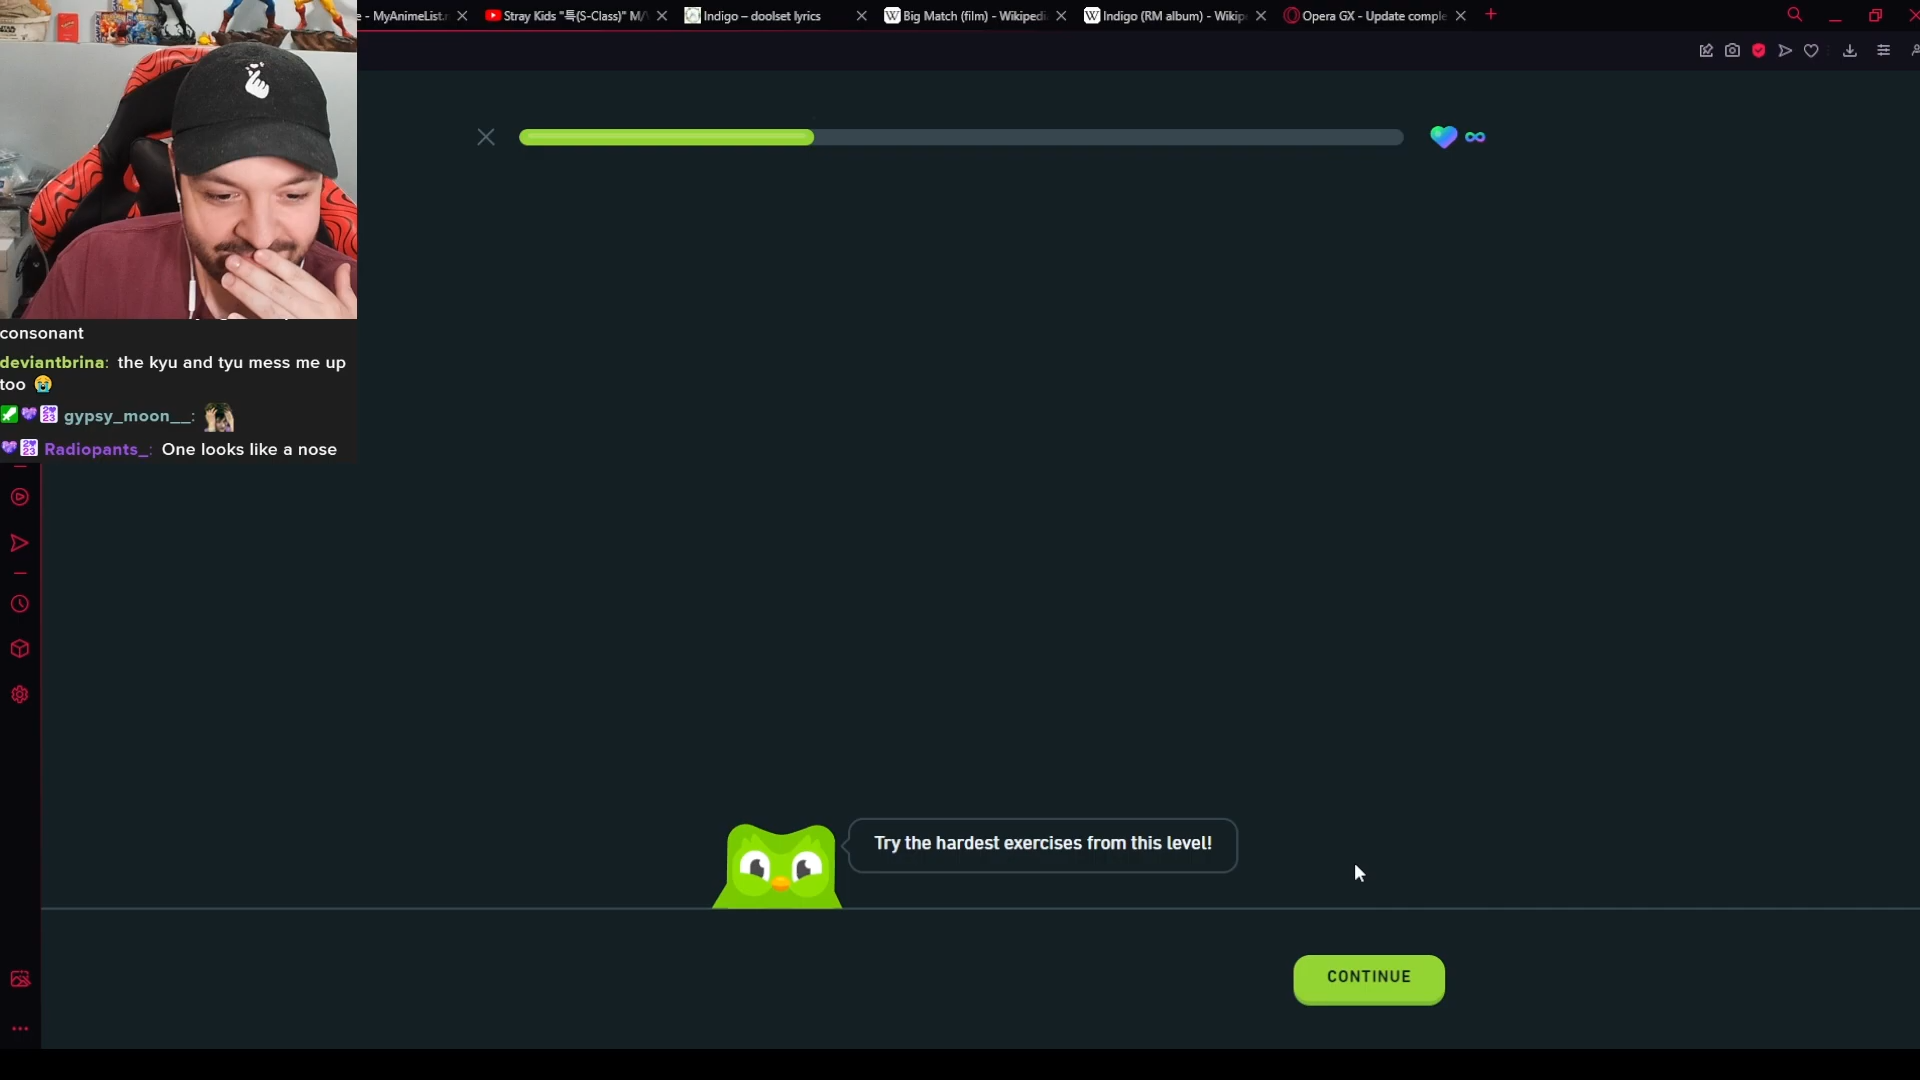 e - MyAnimeList.n
Stray Kids "특(S-Class)" M/V
Indigo – doolset lyrics
Big Match (film) - Wikipedi
Indigo (RM album) - Wikip
Opera GX - Update comple
consonant
deviantbrina: the kyu and tyu mess me up
too 😭
gypsy_moon__:
Radiopants_: One looks like a nose
Try the hardest exercises from this level!
CONTINUE